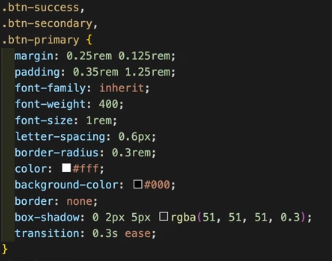 .btn-success,
.btn-secondary,
.btn-primary {
margin: 0.25rem 0.125rem;
padding: 0.35rem 1.25rem;
font-family: inherit;
font-weight: 400;
font-size: 1rem;
letter-spacing: 0.6px;
border-radius: 0.3rem;
color: #fff;
background-color: #000;
border: none;
box-shadow: 0 2px 5px rgba(51, 51, 51, 0.3);
transition: 0.3s ease;
}